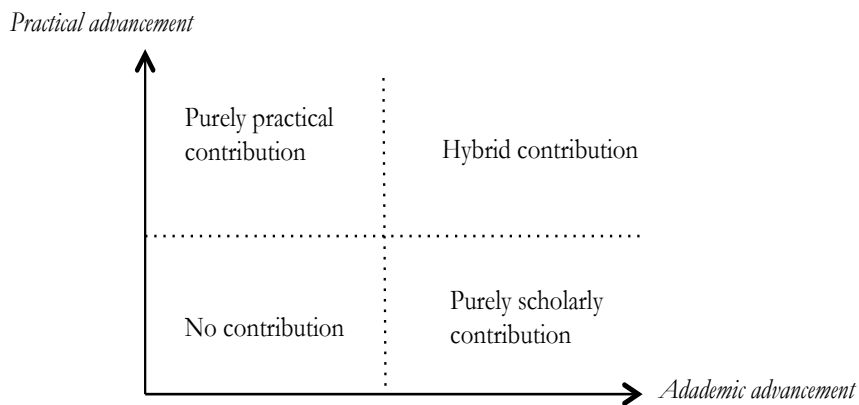 Practical advancement
Purely practical
contribution
Hybrid contribution
No contribution
Purely scholarly
contribution
Adademic advancement